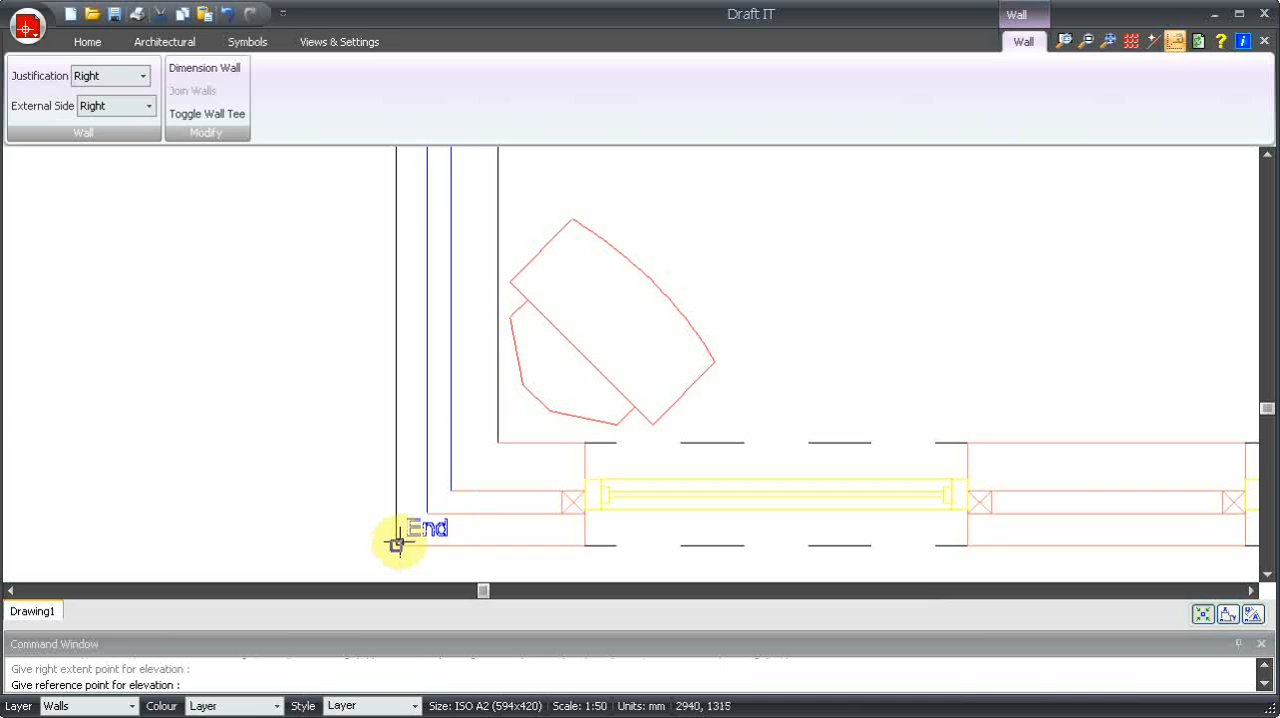 Draft IT
Wall
Home
Architectural
Symbols
Views & Settings
Wall
Justification Right
External Side Right
Wall
Dimension Wall
Join Walls
Toggle Wall Tee
Modify
End
Drawing1
Command Window
Give right extent point for elevation :
Give reference point for elevation :
Layer Walls Colour Layer Style Layer Size: ISO A2 (594x420) Scale: 1:50 Units: mm 2940, 1315